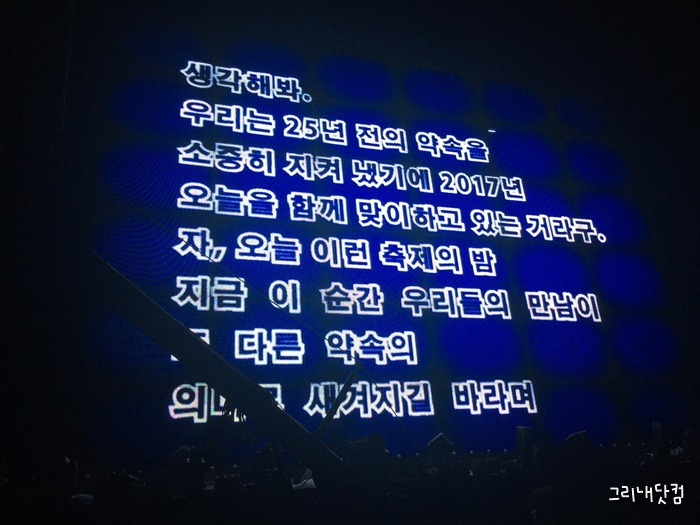 생각해봐.
우리는 25년 전의 약속을
소중히 지켜 냈기에 2017년
오늘을 함께 맞이하고 있는 거라구.
자,, 오늘 이런 축제의 밤
지금 이 순간 우리들의 만남이
다른 약속의
새겨지길 바라며
그리내닷컴